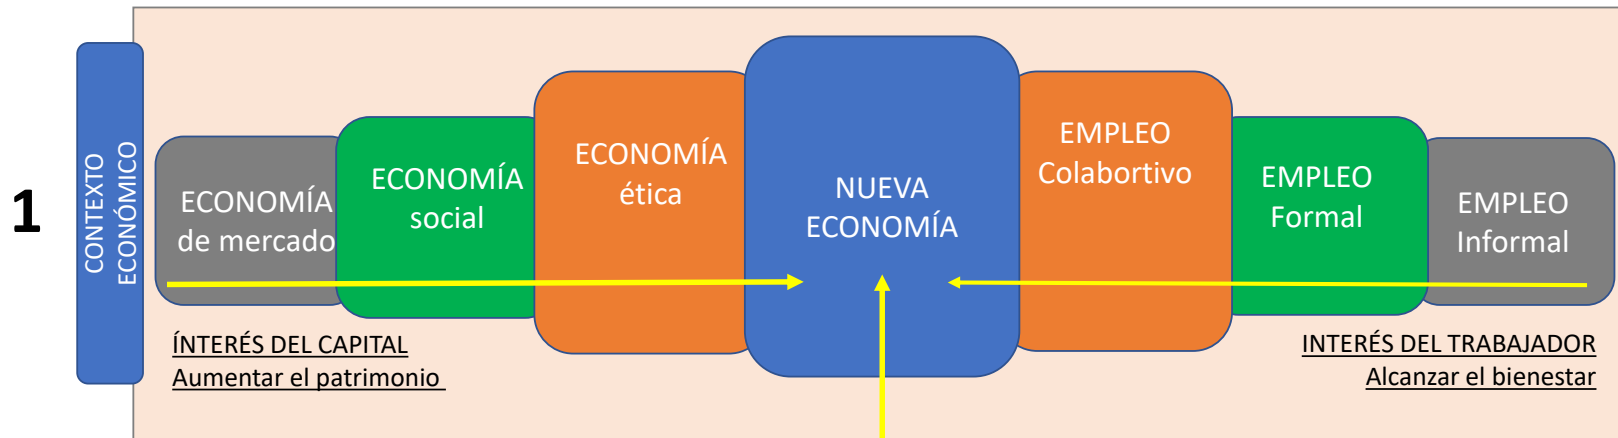 1
CONTEXTO
ECONÓMICO
ECONOMÍA
de mercado
ECONOMÍA
social
ECONOMÍA
ética
NUEVA
ECONOMÍA
EMPLEO
Colabortivo
EMPLEO
Formal
EMPLEO
Informal
ÍNTERÉS DEL CAPITAL
Aumentar el patrimonio
INTERÉS DEL TRABAJADOR
Alcanzar el bienestar